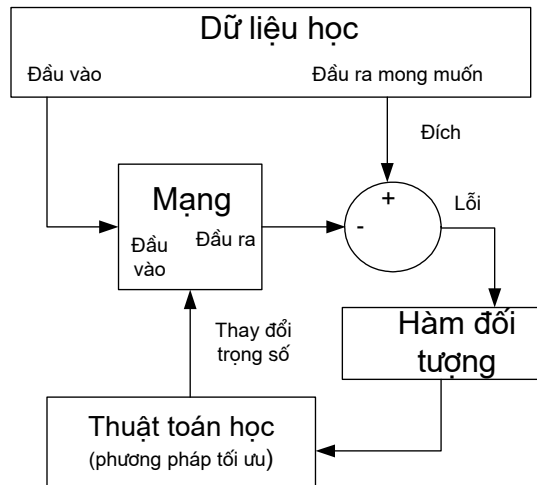 Dữ liệu học
Đầu vào
Đầu ra mong muốn
Đích
Mạng
Đầu ra
Đầu
vào
+
-
Lỗi
Hàm đối
tượng
Thay đổi
trọng số
Thuật toán học
(phương pháp tối ưu)